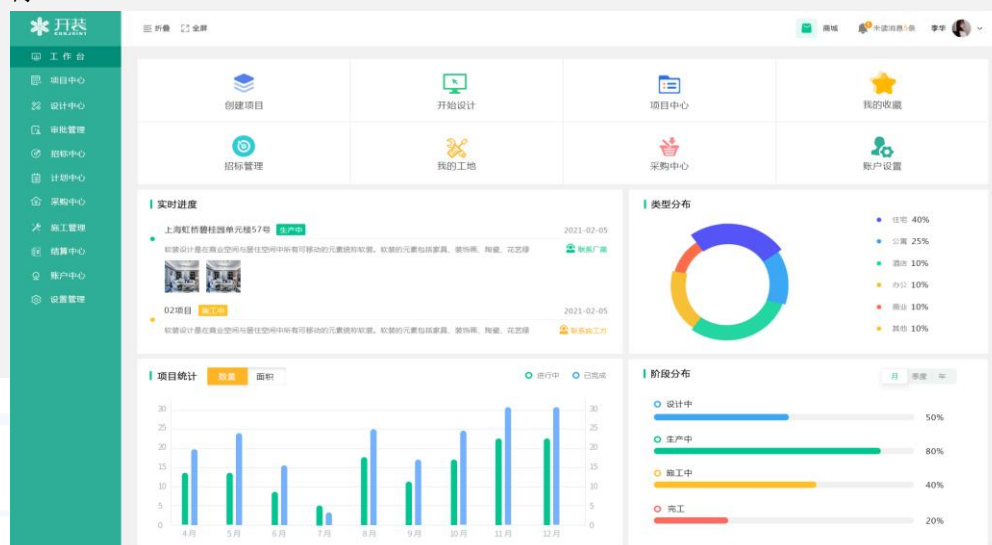 开装
折叠 全屏
商城 未读消息5条 李华
工作台
项目中心
设计中心
审批管理
招标中心
计划中心
采购中心
施工管理
结算中心
账户中心
设置管理
创建项目 开始设计 项目中心 我的收藏
招标管理 我的工地 采购中心 账户设置
实时进度
上海虹桥碧桂园单元楼57号 生产中 2021-02-05
软装设计是在商业空间与居住空间中所有可移动的元素统称软装。软装的元素包括家具、装饰画、陶瓷、花艺绿 联系厂商
02项目 施工中 2021-02-05
软装设计是在商业空间与居住空间中所有可移动的元素统称软装。软装的元素包括家具、装饰画、陶瓷、花艺绿 联系施工方
类型分布
住宅 40%
公寓 25%
酒店 10%
办公 10%
商业 10%
其他 10%
项目统计 数量 面积 进行中 已完成
30 30
25 25
20 20
15 15
10 10
5 5
0 0
4月 5月 6月 7月 8月 9月 10月 11月 12月
阶段分布 月 季度 年
设计中
50%
生产中
80%
施工中
40%
完工
20%